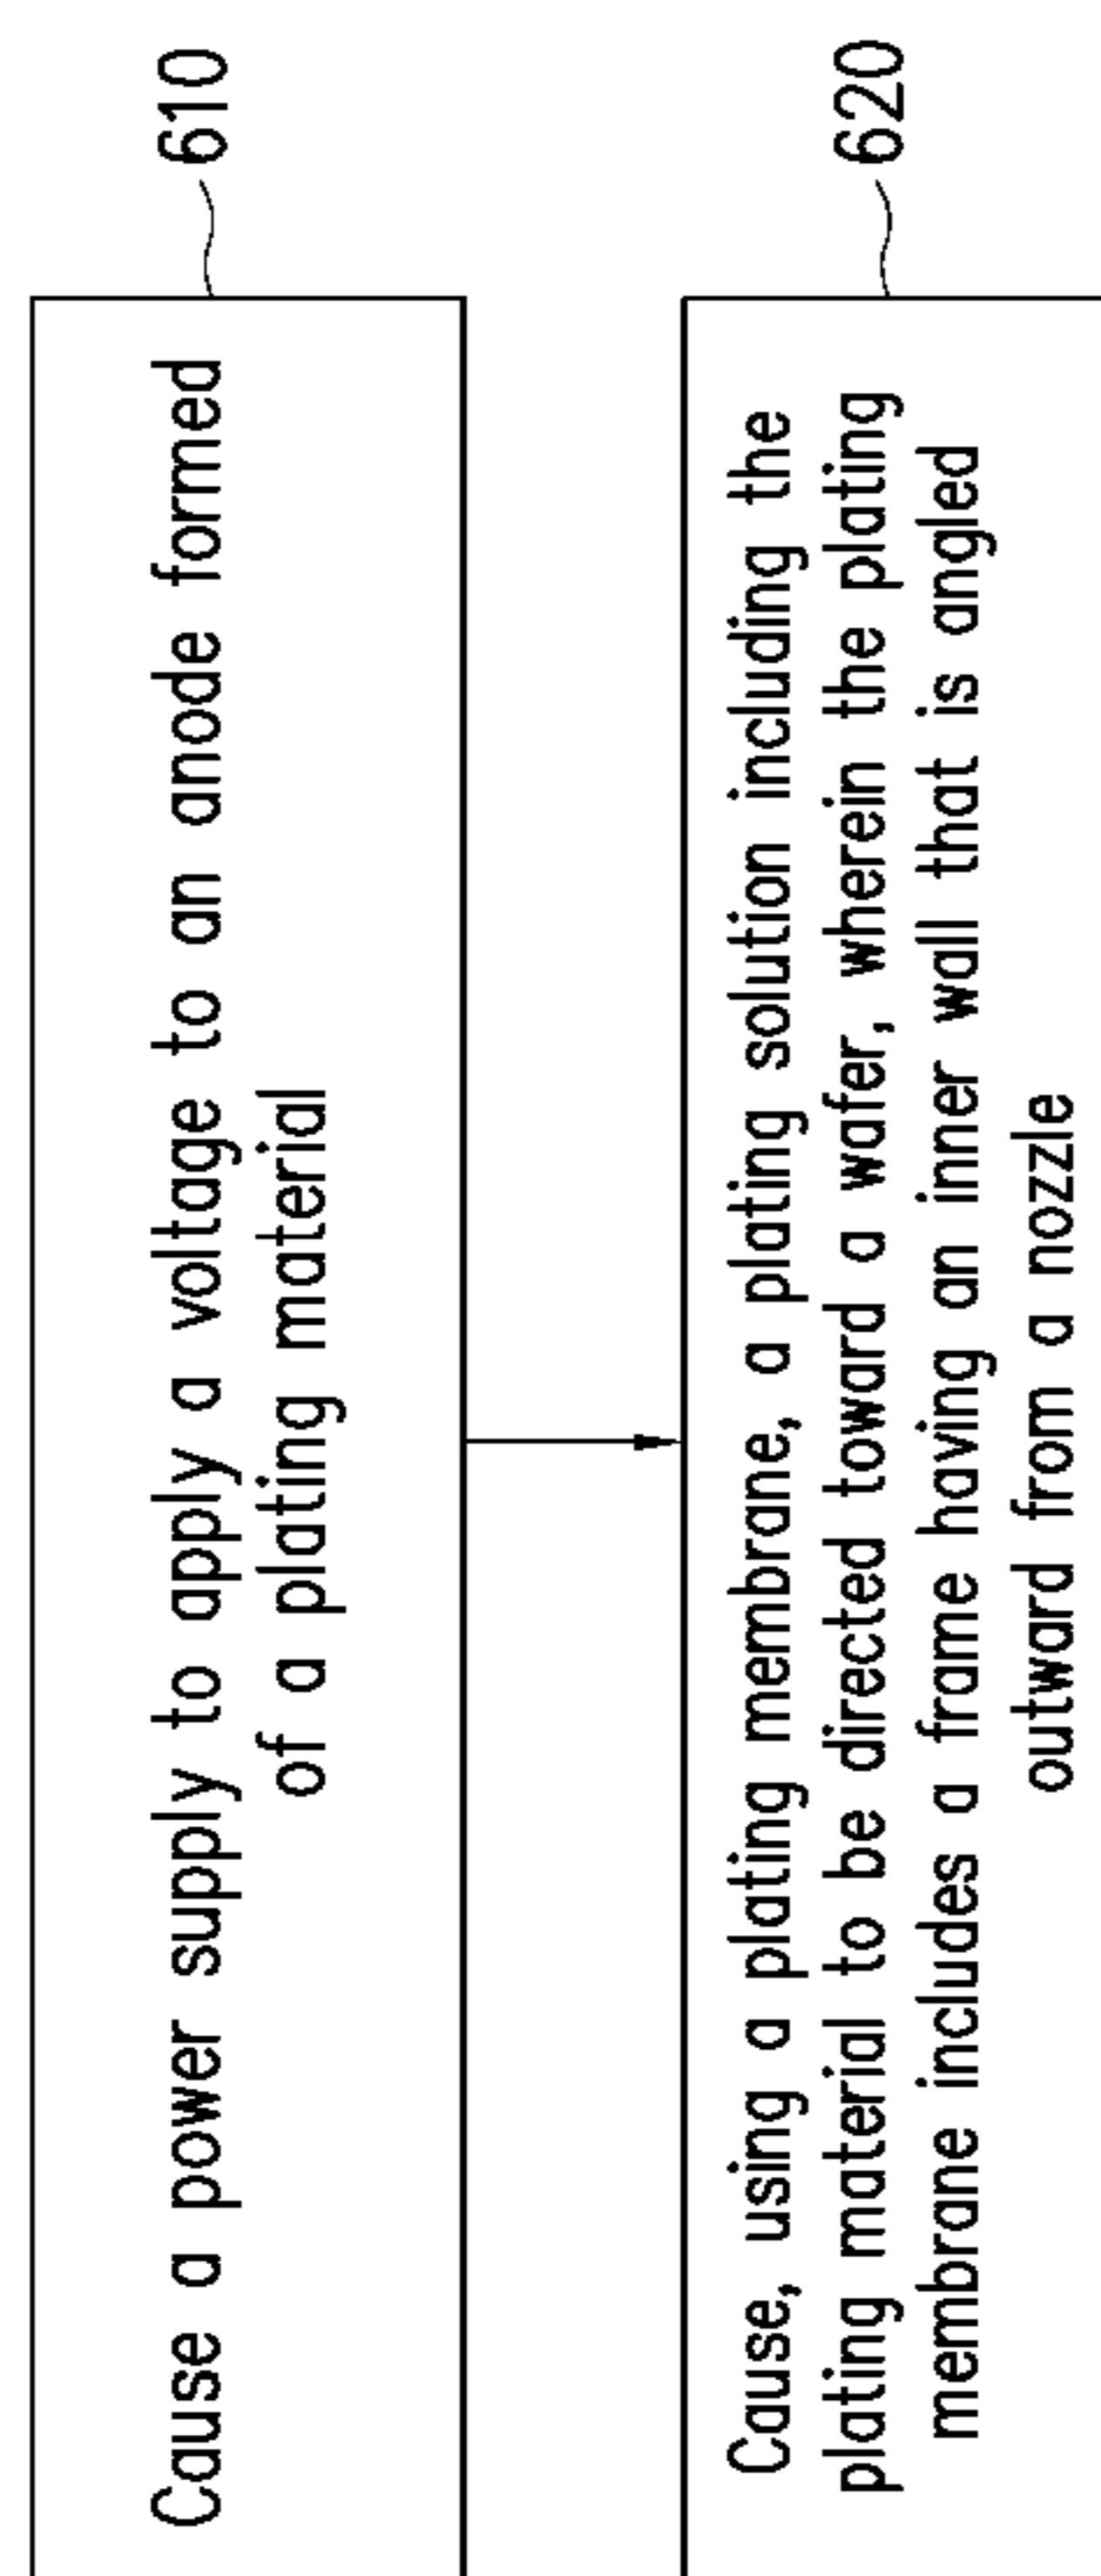 Cause a power supply to apply a voltage to an anode formed
of a plating material
610
Cause, using a plating membrane, a plating solution including the
plating material to be directed toward a wafer, wherein the plating
membrane includes a frame having an inner wall that is angled
outward from a nozzle
620